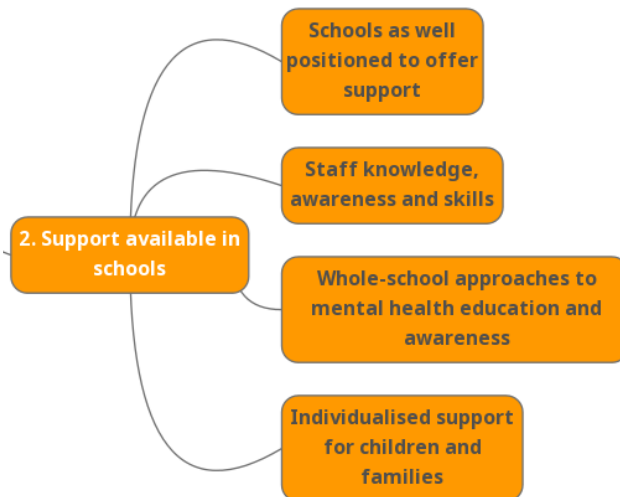 Schools as well
positioned to offer
support
Staff knowledge,
awareness and skills
2. Support available in
schools
Whole-school approaches to
mental health education and
awareness
Individualised support
for children and
families